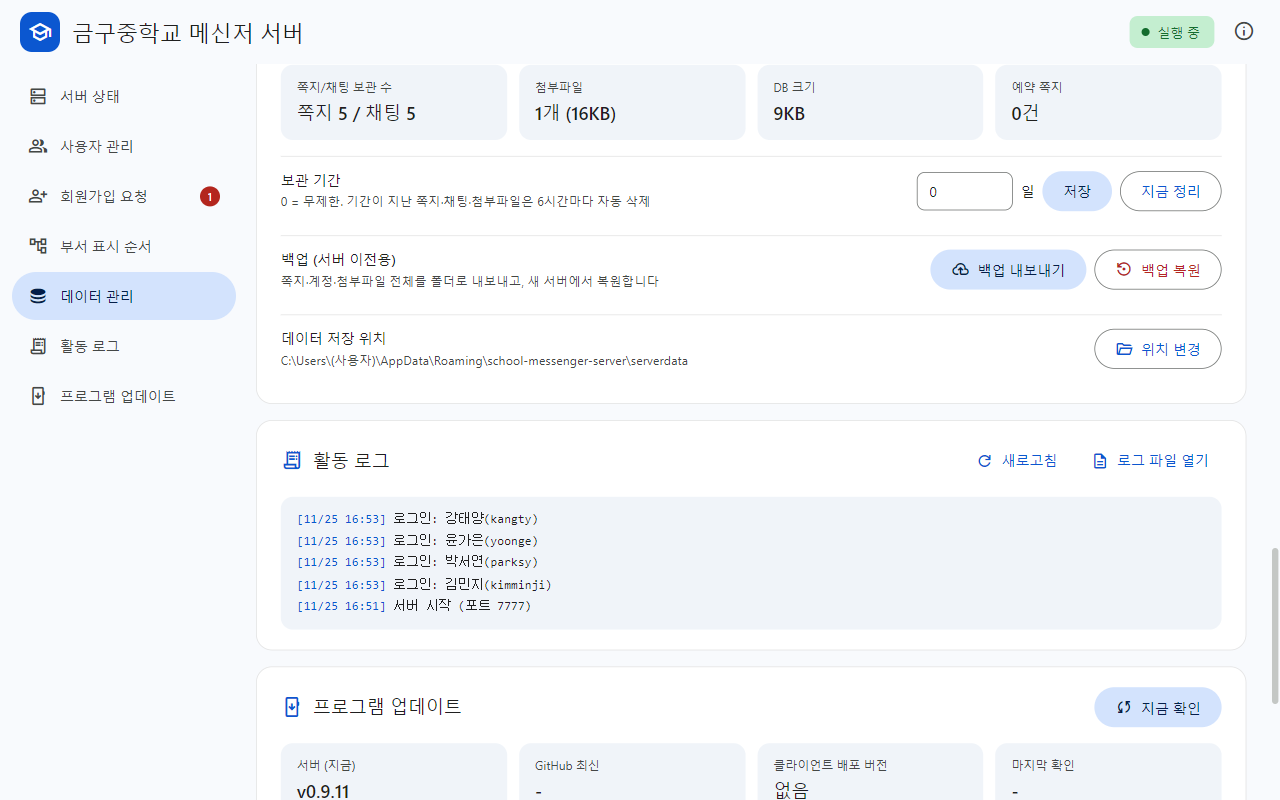 금구중학교 메신저 서버
실행 중
서버 상태
사용자 관리
회원가입 요청
1
부서 표시 순서
데이터 관리
활동 로그
프로그램 업데이트
쪽지/채팅 보관 수
쪽지 5 / 채팅 5
첨부파일
1개 (16KB)
DB 크기
9KB
예약 쪽지
0건
보관 기간
0 = 무제한. 기간이 지난 쪽지·채팅·첨부파일은 6시간마다 자동 삭제
0
일
저장
지금 정리
백업 (서버 이전용)
쪽지·계정·첨부파일 전체를 폴더로 내보내고, 새 서버에서 복원합니다
백업 내보내기
백업 복원
데이터 저장 위치
C:\Users\(사용자)\AppData\Roaming\school-messenger-server\serverdata
위치 변경
활동 로그
새로고침
로그 파일 열기
[11/25 16:53] 로그인: 강태양(kangty)
[11/25 16:53] 로그인: 윤가은(yoonge)
[11/25 16:53] 로그인: 박서연(parksy)
[11/25 16:53] 로그인: 김민지(kimminji)
[11/25 16:51] 서버 시작 (포트 7777)
프로그램 업데이트
지금 확인
서버 (지금)
v0.9.11
GitHub 최신
-
클라이언트 배포 버전
없음
마지막 확인
-